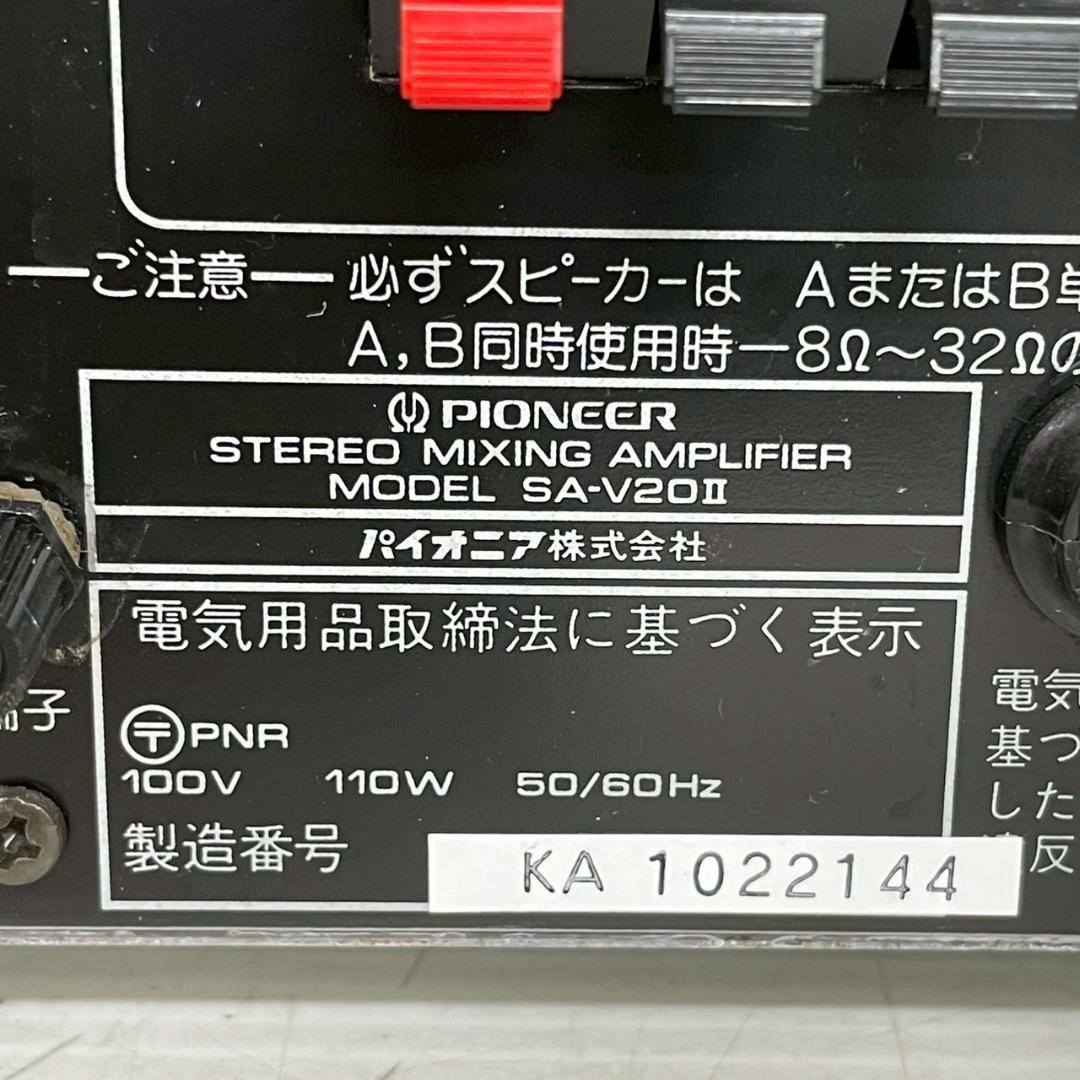 ご注意 必ずスピーカーは AまたはB単
A,B同時使用時ー8Ω〜32Ωの
PIONEER
STEREO MIXING AMPLIFIER
MODEL SA-V20II
パイオニア株式会社
電気用品取締法に基づく表示
〒PNR
100V 110W 50/60Hz
製造番号 KA 1022144
子
電気
基づ
した
反